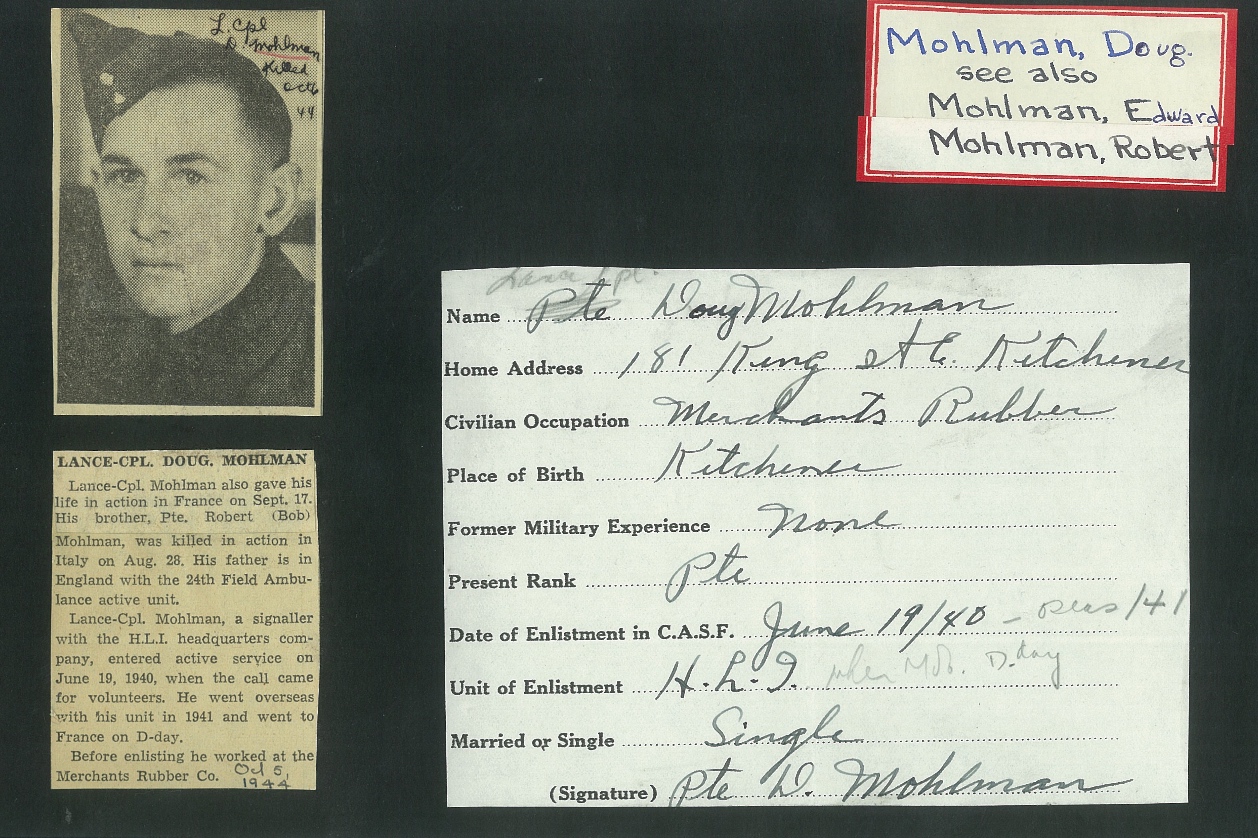 L. Cpl
D Mohlman
Killed
Oct
44
LANCE-CPL. DOUG. MOHLMAN
Lance-Cpl. Mohlman also gave his
life in action in France on Sept. 17.
His brother, Pte. Robert (Bob)
Mohlman, was killed in action in
Italy on Aug. 28. His father is in
England with the 24th Field Ambu-
lance active unit.
Lance-Cpl. Mohlman, a signaller
with the H.L.I. headquarters com-
pany, entered active service on
June 19, 1940, when the call came
for volunteers. He went overseas
with his unit in 1941 and went to
France on D-day.
Before enlisting he worked at the
Merchants Rubber Co.
Oct 5,
1944
Mohlman, Doug.
see also
Mohlman, Edward
Mohlman, Robert
Lance Cpl.
Name Pte Doug Mohlman
Home Address 181 King St E. Kitchener
Civilian Occupation Merchants Rubber
Place of Birth Kitchener
Former Military Experience none
Present Rank Pte
Date of Enlistment in C.A.S.F. June 19/40 - oseas/41
Unit of Enlistment H.L.I. D.day
Married or Single Single
(Signature) Pte D. Mohlman